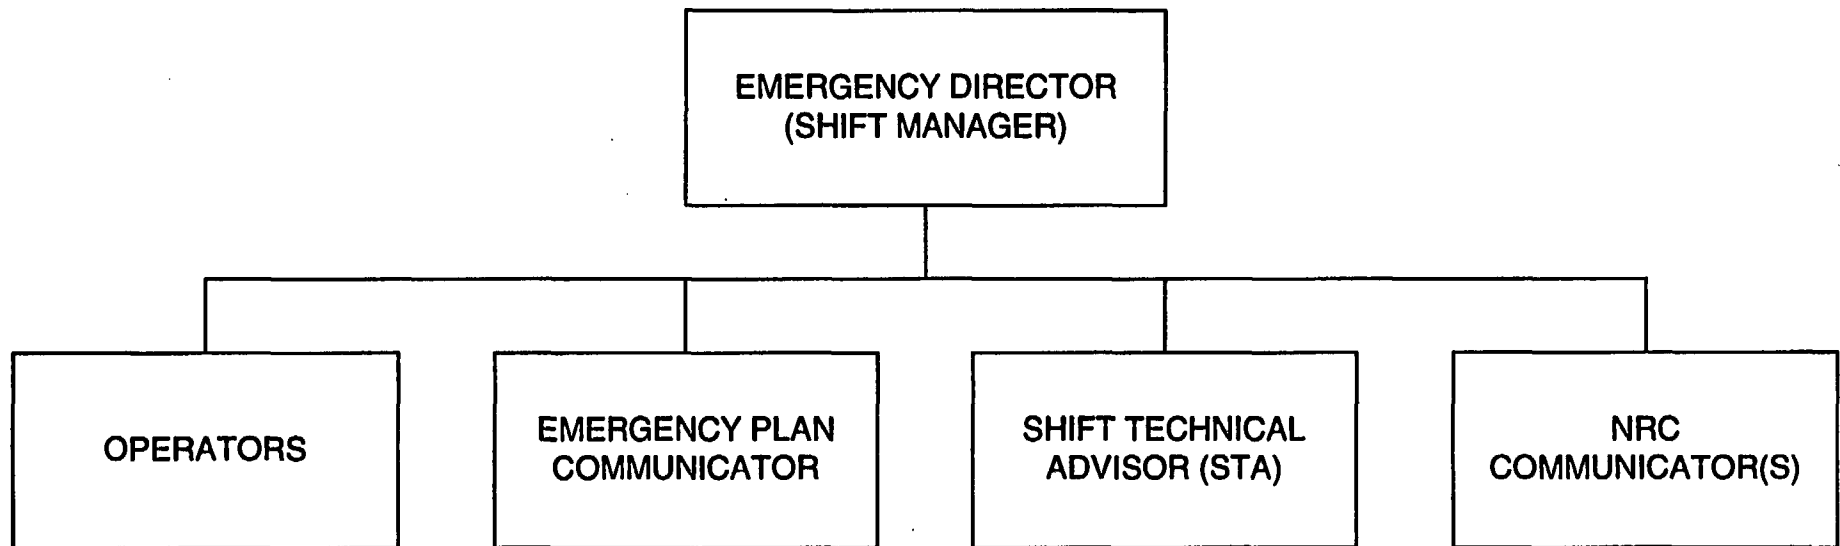 EMERGENCY DIRECTOR
(SHIFT MANAGER)
OPERATORS
EMERGENCY PLAN
COMMUNICATOR
SHIFT TECHNICAL
ADVISOR (STA)
NRC
COMMUNICATOR(S)